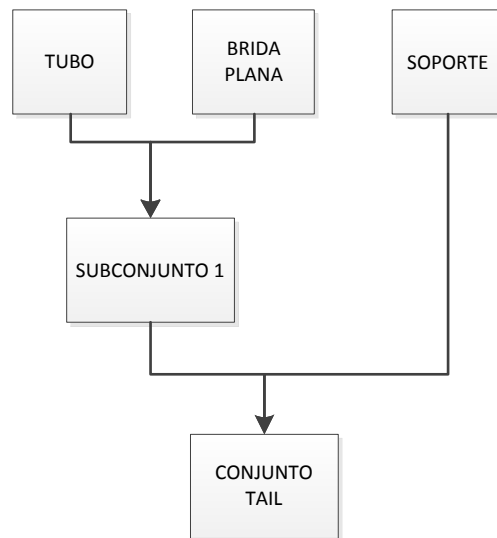 TUBO
BRIDA
PLANA
SOPORTE
SUBCONJUNTO 1
CONJUNTO
TAIL